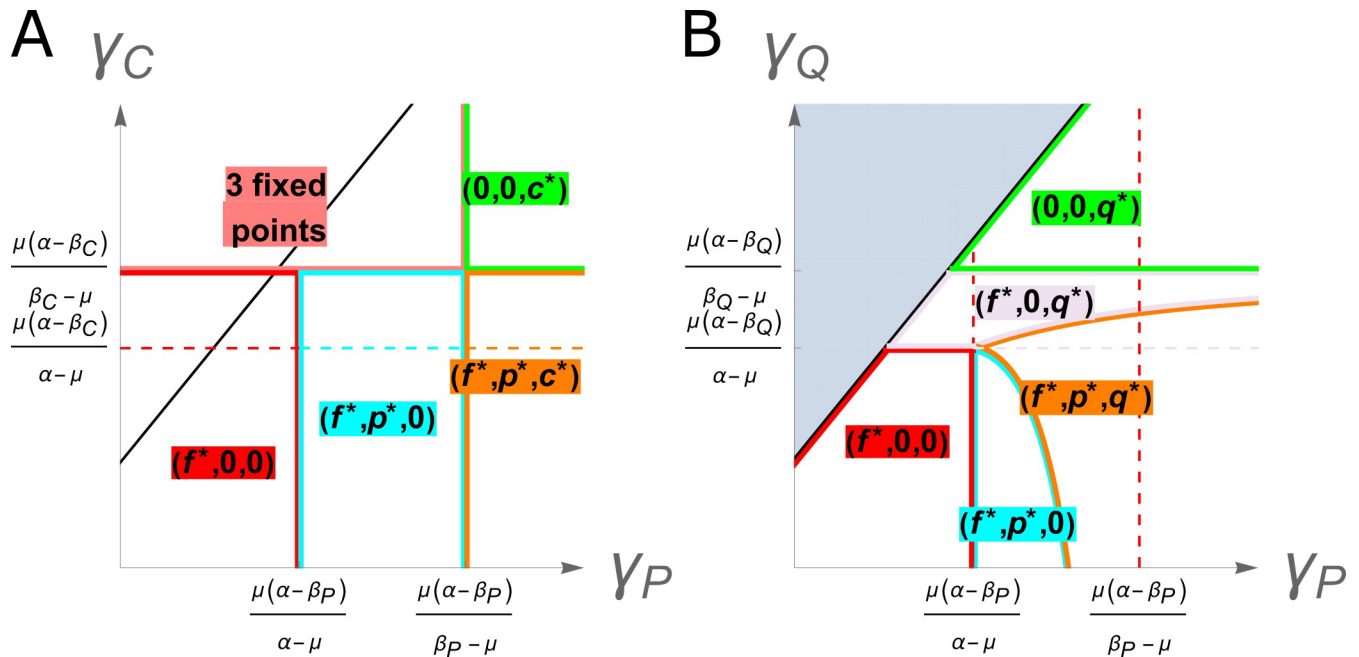 A
γC
3 fixed
points
(0,0,c*)
μ(α-βC)
βC-μ
μ(α-βC)
α-μ
(f*,p*,c*)
(f*,p*,0)
(f*,0,0)
γP
μ(α-βP)
α-μ
μ(α-βP)
βP-μ
B
γQ
(0,0,q*)
μ(α-βQ)
βQ-μ
μ(α-βQ)
α-μ
(f*,0,q*)
(f*,p*,q*)
(f*,0,0)
(f*,p*,0)
γP
μ(α-βP)
α-μ
μ(α-βP)
βP-μ